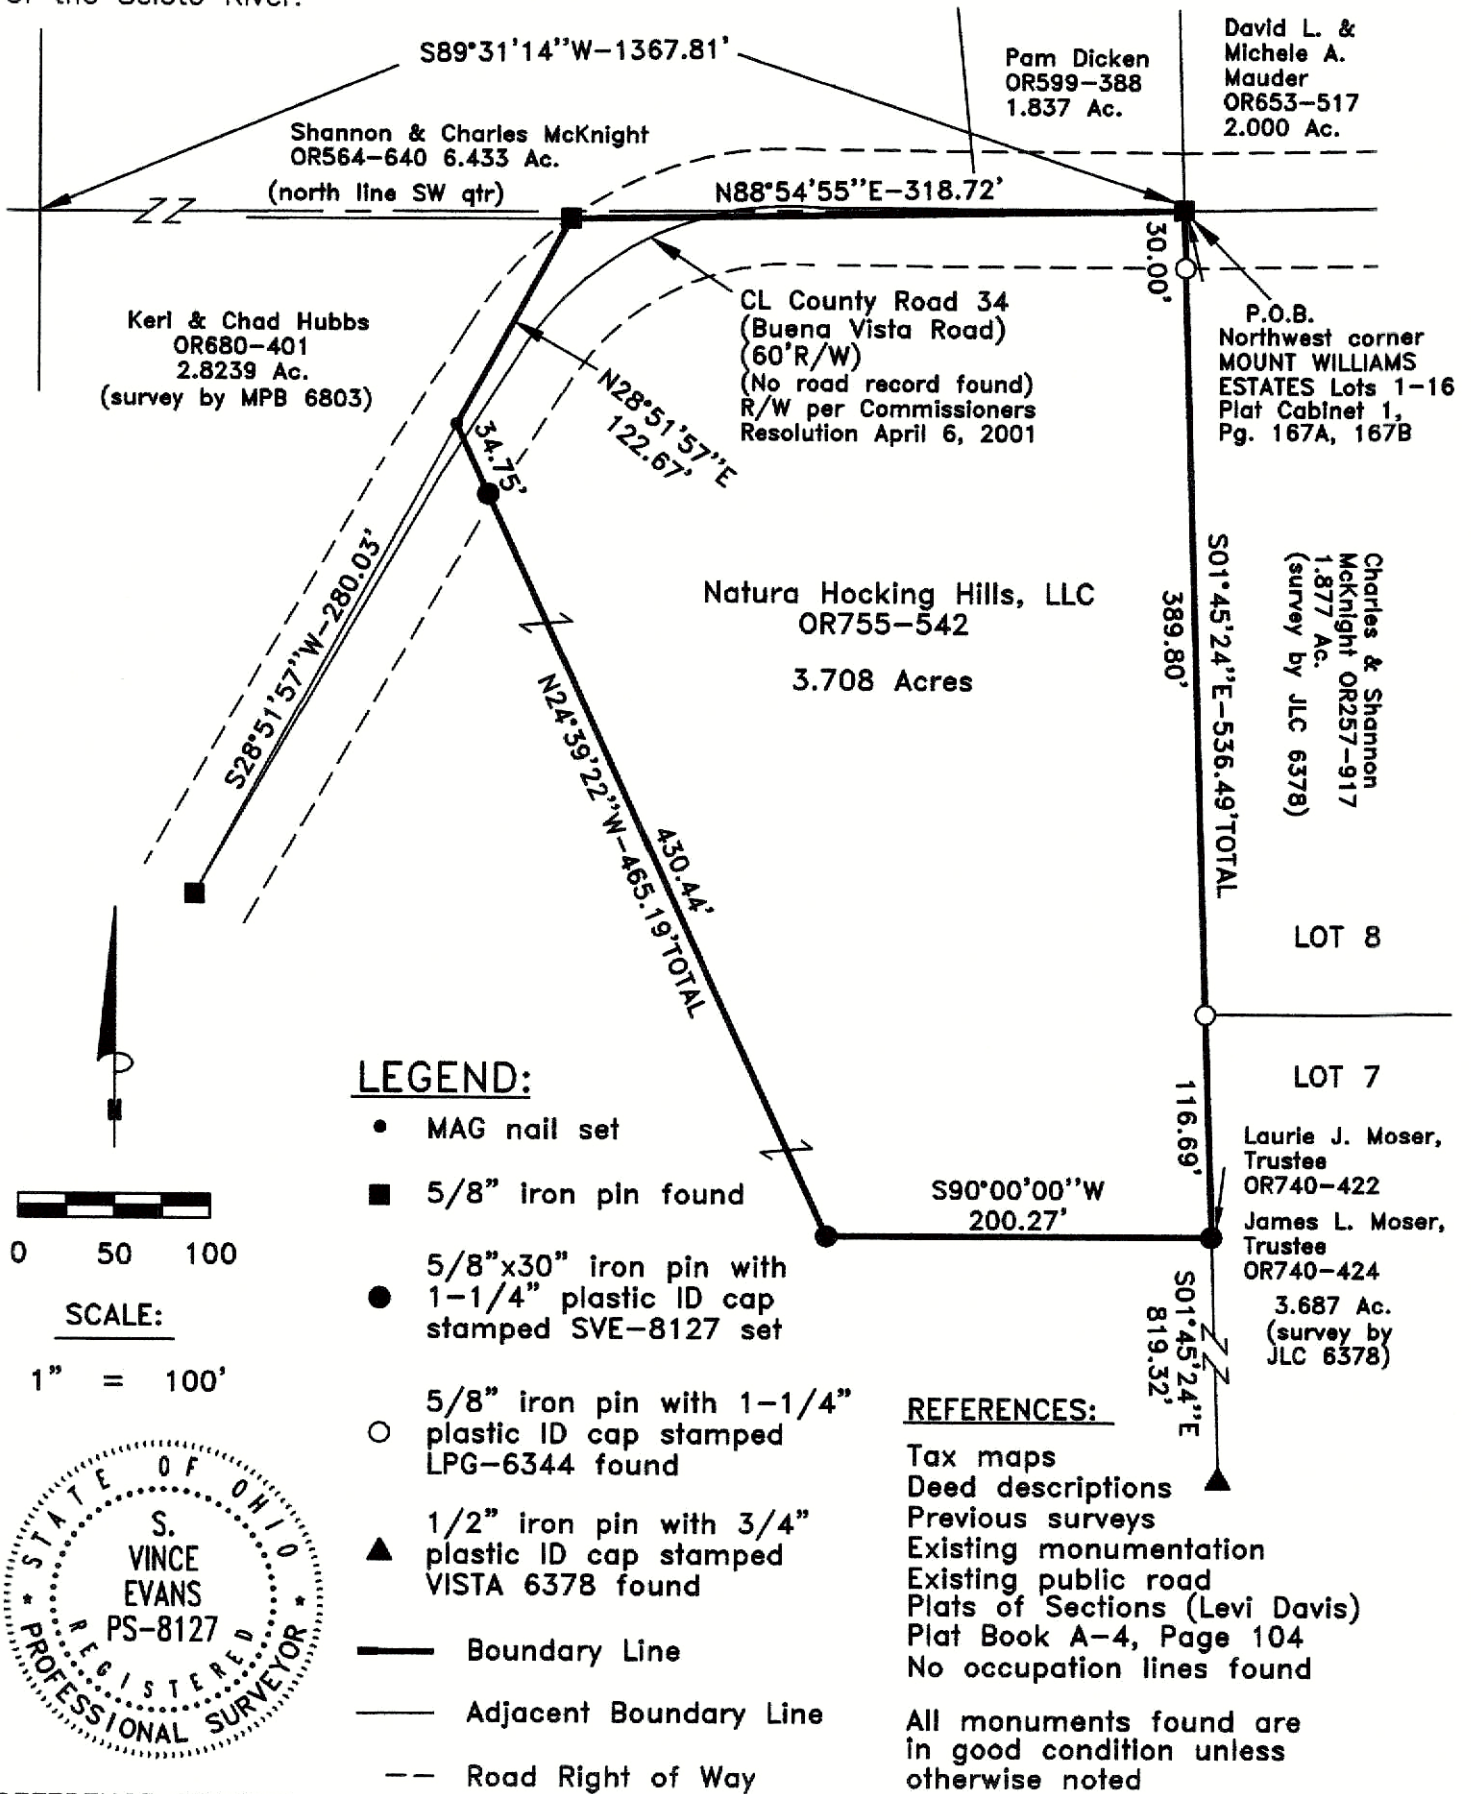 of the Scioto River.
S89°31'14"W-1367.81'
Pam Dicken
OR599-388
1.837 Ac.
David L. &
Michele A.
Mauder
OR653-517
2.000 Ac.
Shannon & Charles McKnight
OR564-640 6.433 Ac.
(north line SW qtr)
N88°54'55"E-318.72'
30.00'
Keri & Chad Hubbs
OR680-401
2.8239 Ac.
(survey by MPB 6803)
CL County Road 34
(Buena Vista Road)
(60'R/W)
(No road record found)
R/W per Commissioners
Resolution April 6, 2001
P.O.B.
Northwest corner
MOUNT WILLIAMS
ESTATES Lots 1-16
Plat Cabinet 1,
Pg. 167A, 167B
N28°51'57"E
122.67'
34.75'
S28°51'57"W-280.03'
Natura Hocking Hills, LLC
OR755-542
3.708 Acres
S01°45'24"E-536.49'TOTAL
389.80'
Charles & Shannon
McKnight OR257-917
1.877 Ac.
(survey by JLC 6378)
N24°39'22"W-465.19'TOTAL
430.44'
LOT 8
LOT 7
116.69'
Laurie J. Moser,
Trustee
OR740-422
James L. Moser,
Trustee
OR740-424
3.687 Ac.
(survey by
JLC 6378)
S90°00'00"W
200.27'
S01°45'24"E
819.32'
N
0 50 100
SCALE:
1" = 100'
LEGEND:
MAG nail set
5/8" iron pin found
5/8"x30" iron pin with
1-1/4" plastic ID cap
stamped SVE-8127 set
5/8" iron pin with 1-1/4"
plastic ID cap stamped
LPG-6344 found
1/2" iron pin with 3/4"
plastic ID cap stamped
VISTA 6378 found
Boundary Line
Adjacent Boundary Line
Road Right of Way
REFERENCES:
Tax maps
Deed descriptions
Previous surveys
Existing monumentation
Existing public road
Plats of Sections (Levi Davis)
Plat Book A-4, Page 104
No occupation lines found
All monuments found are
in good condition unless
otherwise noted
STATE OF OHIO
S.
VINCE
EVANS
PS-8127
REGISTERED
PROFESSIONAL SURVEYOR